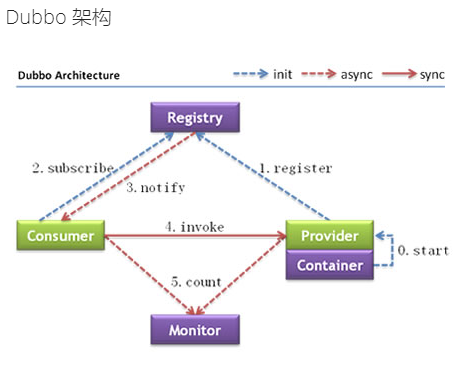 Dubbo 架构
Dubbo Architecture
init
async
sync
Registry
2. subscribe
1. register
3. notify
Consumer
4. invoke
Provider
Container
0. start
5. count
Monitor